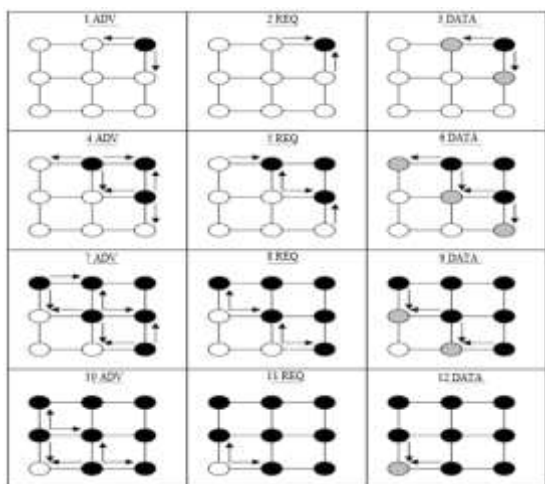 1 ADV
2 REQ
3 DATA
4 ADV
5 REQ
6 DATA
7 ADV
8 REQ
9 DATA
10 ADV
11 REQ
12 DATA